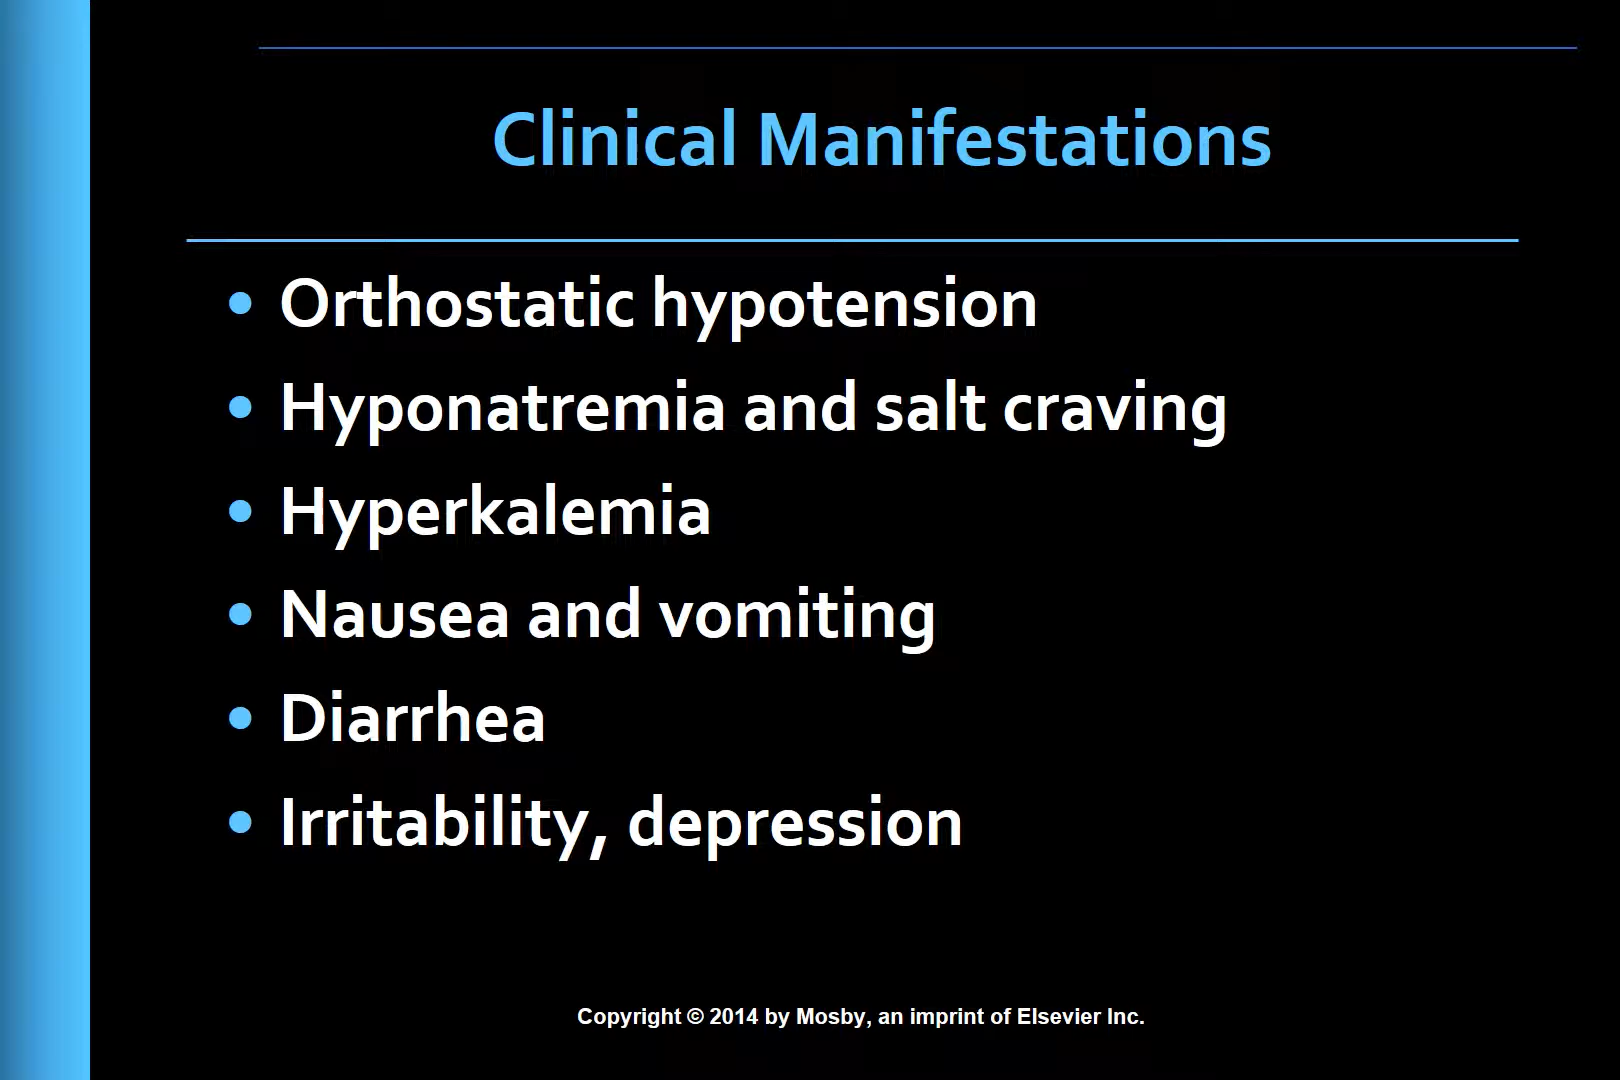 Clinical Manifestations
• Orthostatic hypotension
• Hyponatremia and salt craving
• Hyperkalemia
• Nausea and vomiting
• Diarrhea
• Irritability, depression
Copyright © 2014 by Mosby, an imprint of Elsevier Inc.